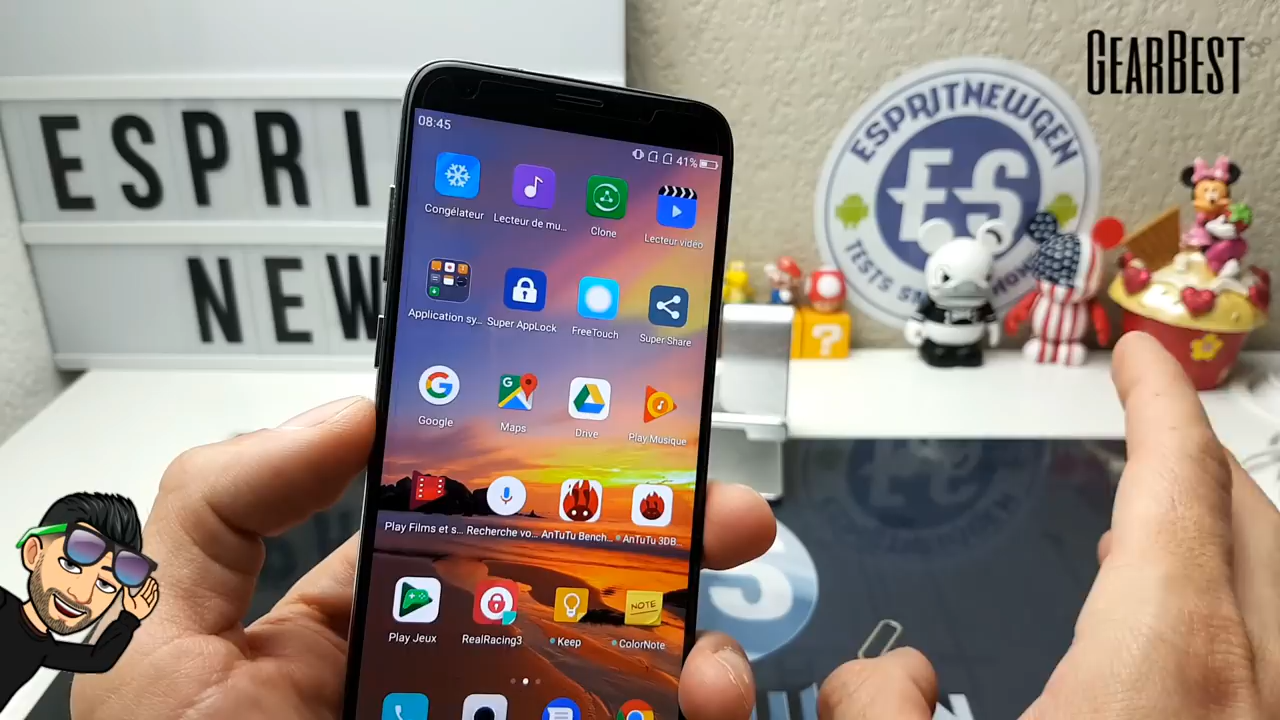 GEARBEST
ESPRI
NEW
ESPRITNEWGEN
ES
08:45
41%
Congélateur
Lecteur de mu...
Clone
Lecteur vidéo
Application sy...
Super AppLock
FreeTouch
Super Share
Google
Maps
Drive
Play Musique
Play Films et s...
Recherche vo...
AnTuTu Bench...
AnTuTu 3DB...
Play Jeux
RealRacing3
Keep
NOTE
ColorNote
TESTS
?